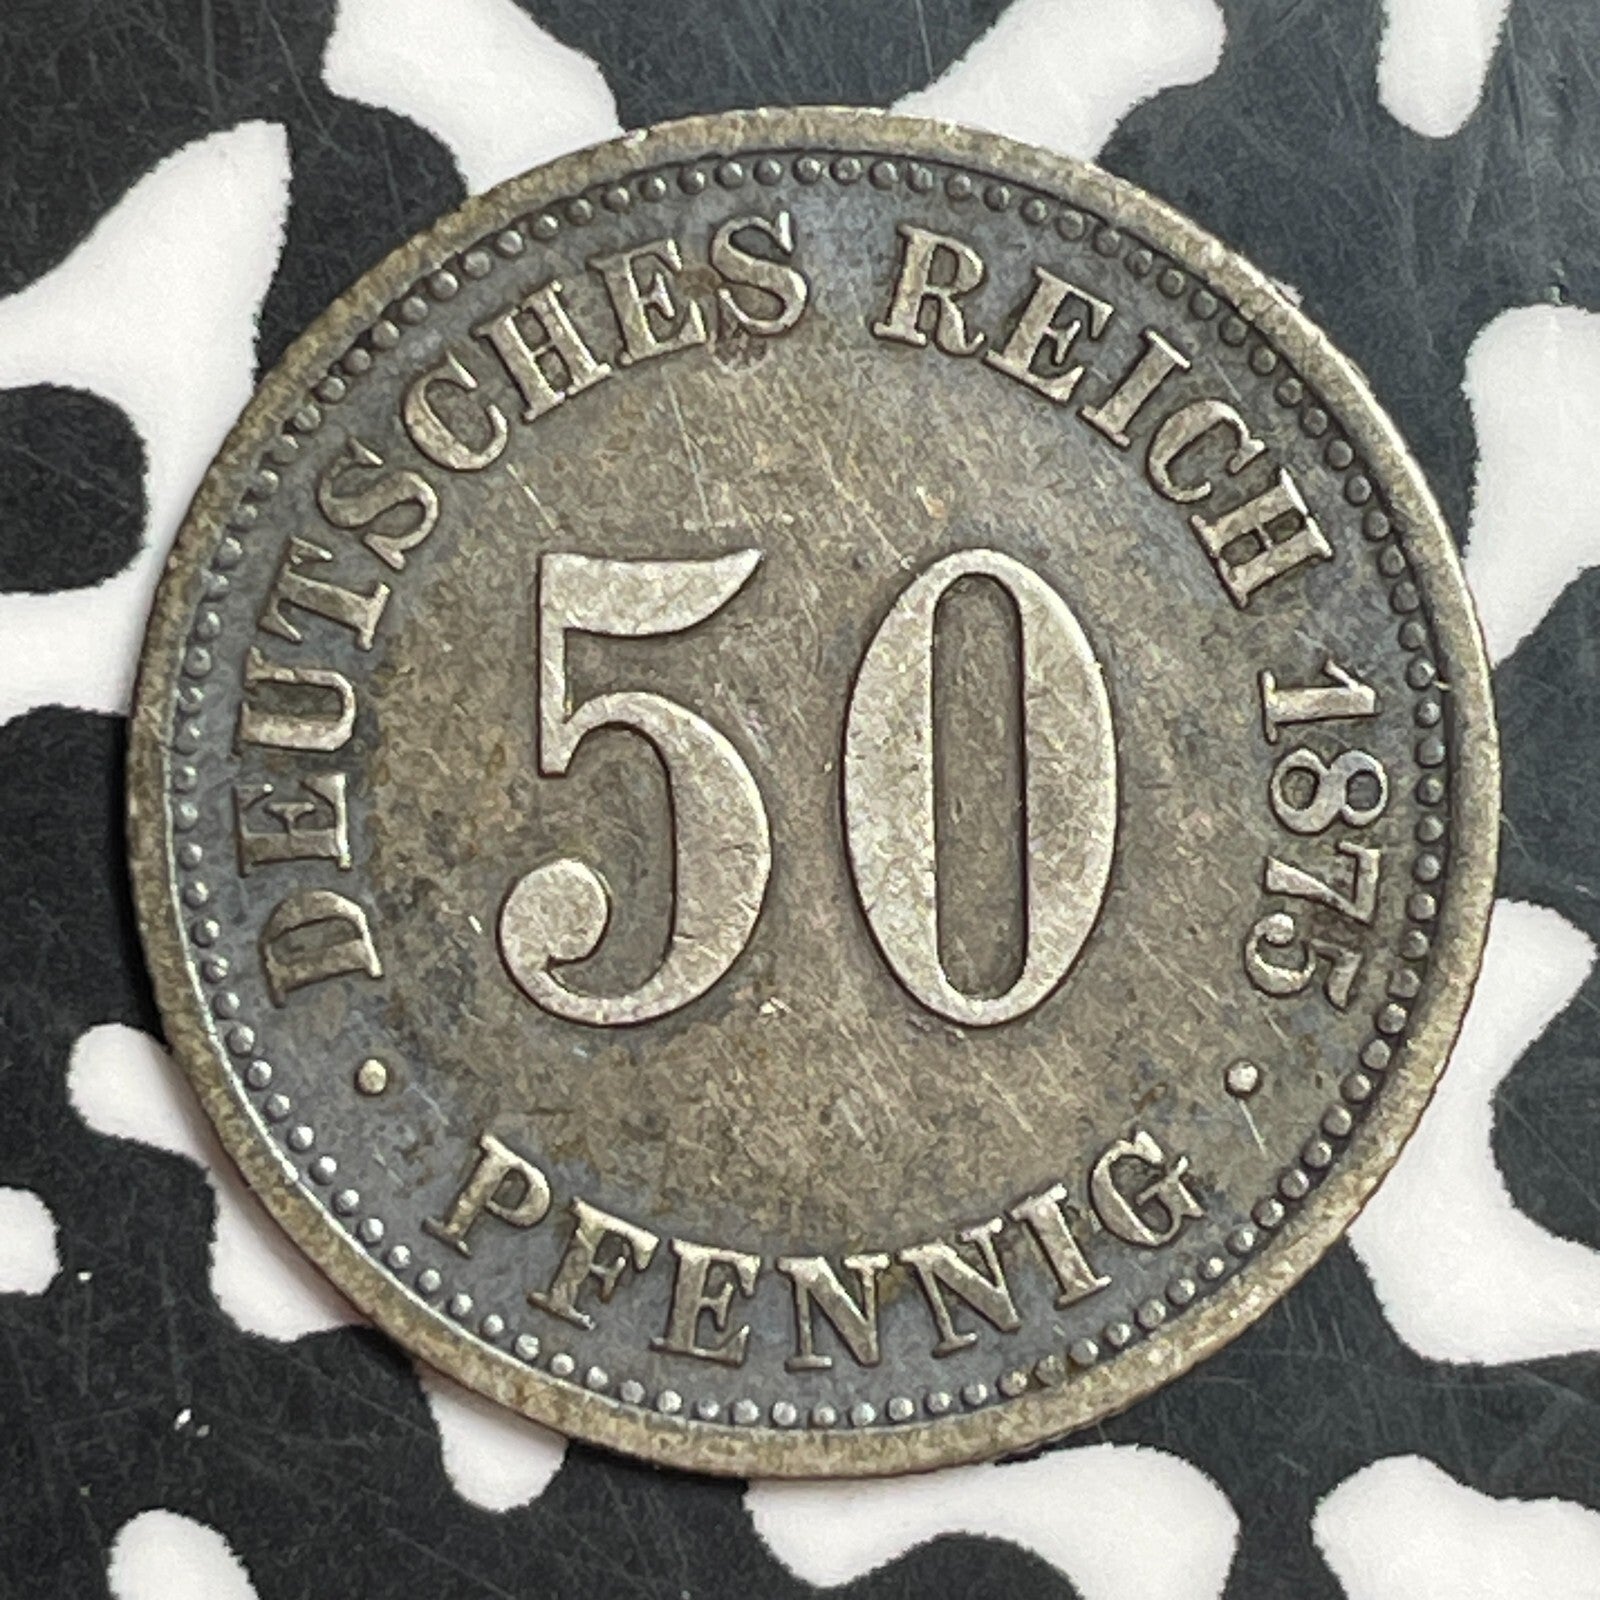 DEUTSCHES REICH 1875
50
· PFENNIG ·